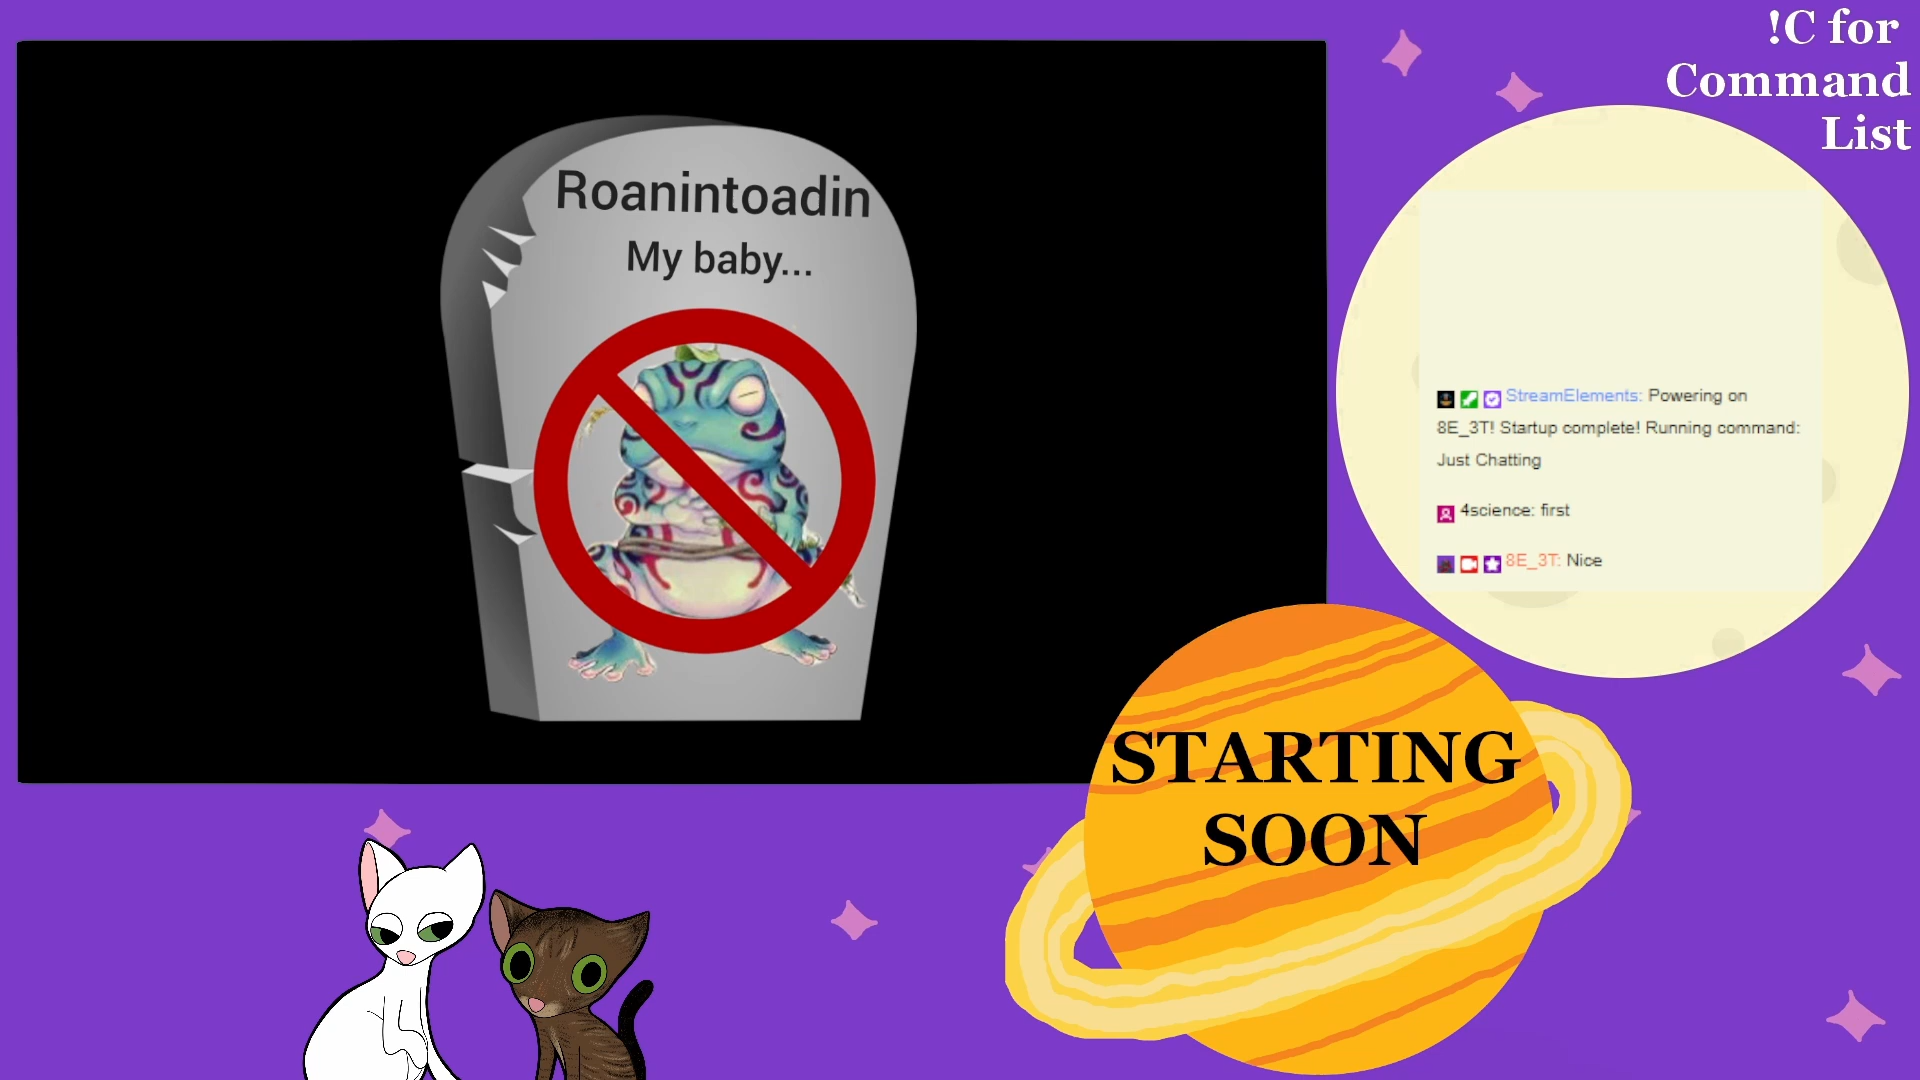 !C for
Command
List
Roanintoadin
My baby...
StreamElements: Powering on
8E_3T! Startup complete! Running command:
Just Chatting
4science: first
8E_3T: Nice
STARTING
SOON